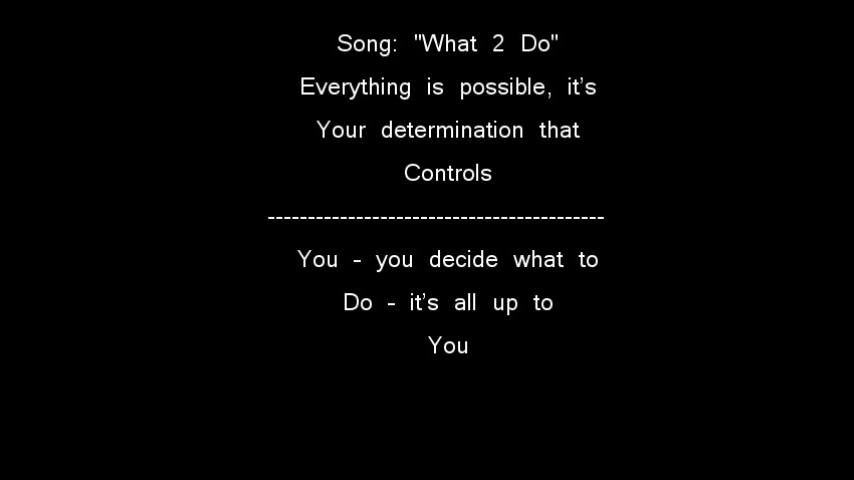 Song: "What 2 Do"
Everything is possible, it's
Your determination that
Controls
------------------------------------------
You - you decide what to
Do - it's all up to
You